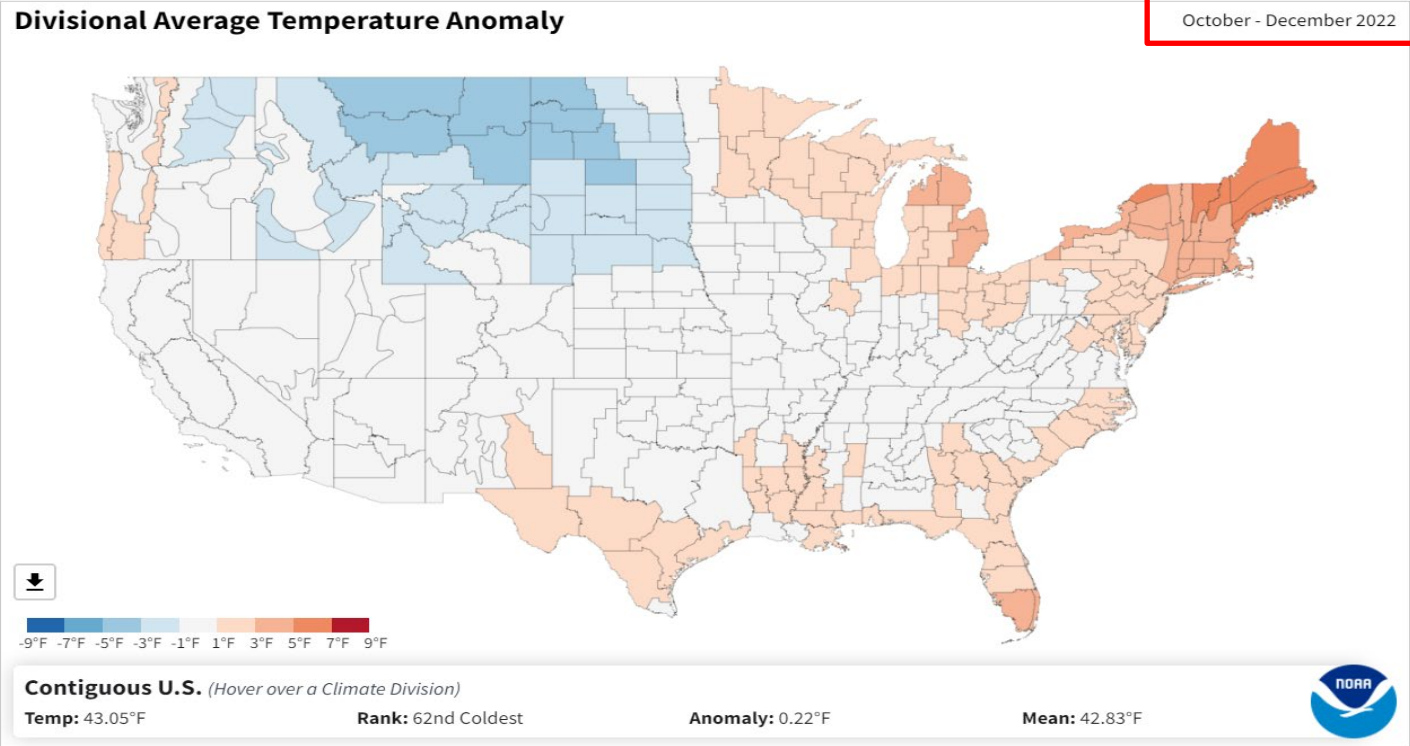 Divisional Average Temperature Anomaly
October - December 2022
-9°F -7°F -5°F -3°F -1°F 1°F 3°F 5°F 7°F 9°F
Contiguous U.S. (Hover over a Climate Division)
Temp: 43.05°F Rank: 62nd Coldest Anomaly: 0.22°F Mean: 42.83°F
NOAA